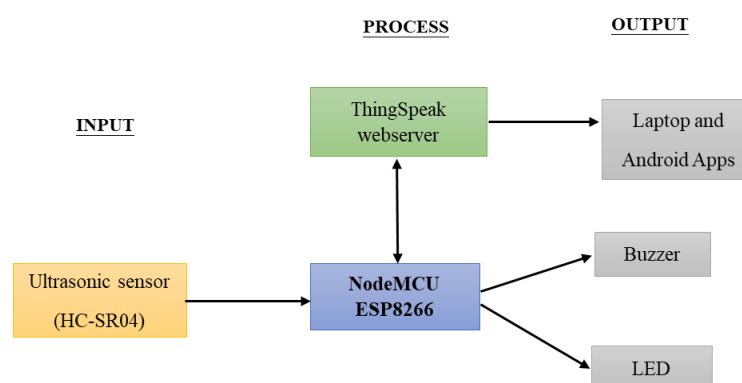 PROCESS
OUTPUT
INPUT
ThingSpeak
webserver
Laptop and
Android Apps
Ultrasonic sensor
(HC-SR04)
NodeMCU
ESP8266
Buzzer
LED